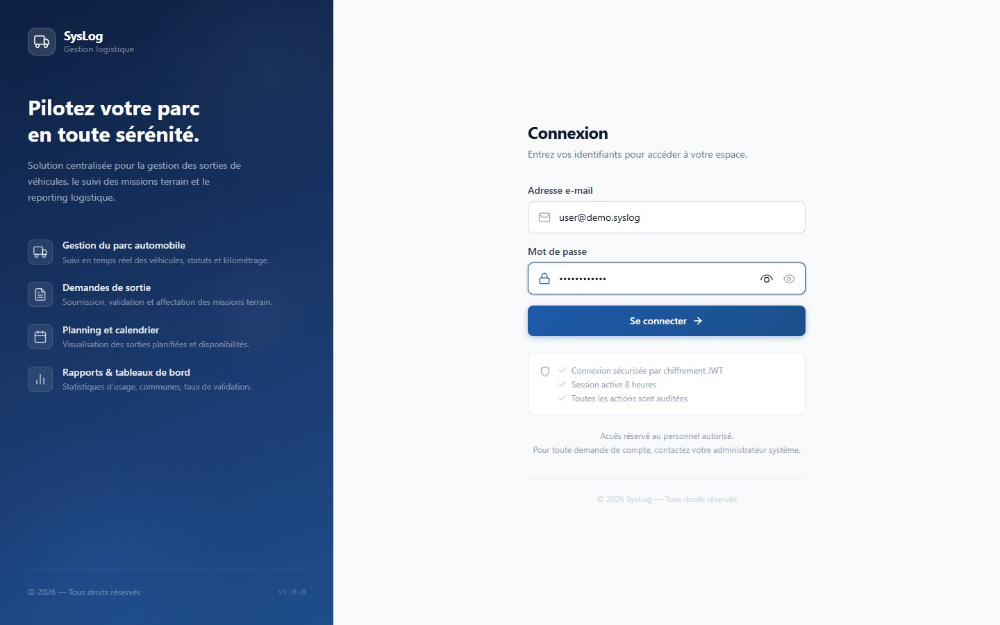 SysLog
Gestion logistique
Pilotez votre parc
en toute sérénité.
Solution centralisée pour la gestion des sorties de
véhicules, le suivi des missions terrain et le
reporting logistique.
Gestion du parc automobile
Suivi en temps réel des véhicules, statuts et kilométrage.
Demandes de sortie
Soumission, validation et affectation des missions terrain.
Planning et calendrier
Visualisation des sorties planifiées et disponibilités.
Rapports & tableaux de bord
Statistiques d'usage, communes, taux de validation.
© 2026 — Tous droits réservés
v1.0.0
Connexion
Entrez vos identifiants pour accéder à votre espace.
Adresse e-mail
user@demo.syslog
Mot de passe
••••••••••••
Se connecter →
Connexion sécurisée par chiffrement JWT
Session active 8 heures
Toutes les actions sont auditées
Accès réservé au personnel autorisé.
Pour toute demande de compte, contactez votre administrateur système.
© 2026 SysLog — Tous droits réservés